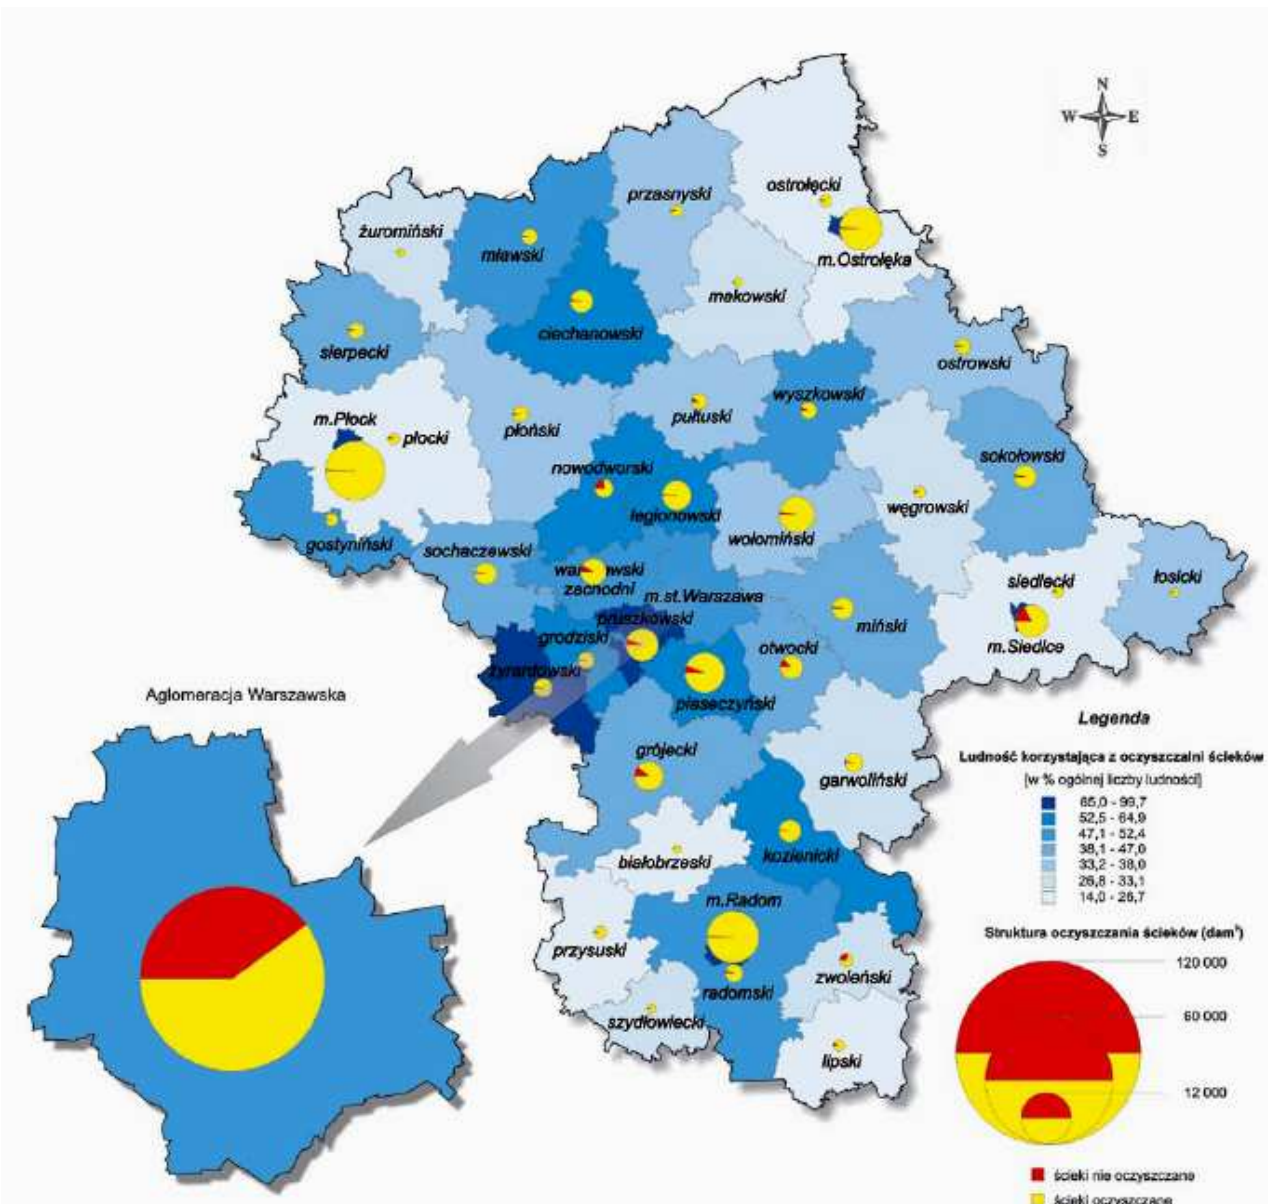 N
W E
S
ostrołęcki
przasnyski
żuromiński
mławski
m.Ostrołęka
makowski
ciechanowski
sierpecki
ostrowski
wyszkowski
m.Płock
płocki
płoński
pułtuski
sokołowski
nowodworski
węgrowski
legionowski
wołomiński
gostyniński
sochaczewski
siedlecki
łosicki
zachodni
m.st.Warszawa
pruszkowski
miński
grodziski
otwocki
m.Siedlce
żyrardowski
piaseczyński
Aglomeracja Warszawska
Legenda
grójecki
Ludność korzystająca z oczyszczalni ścieków
[w % ogólnej liczby ludności]
garwoliński
65,0 - 99,7
52,5 - 64,9
47,1 - 52,4
38,1 - 47,0
33,2 - 38,0
26,8 - 33,1
14,0 - 26,7
białobrzeski
kozienicki
m.Radom
Struktura oczyszczania ścieków (dam³)
przysuski
120 000
zwoleński
radomski
60 000
szydłowiecki
lipski
12 000
ścieki nie oczyszczane
ścieki oczyszczane